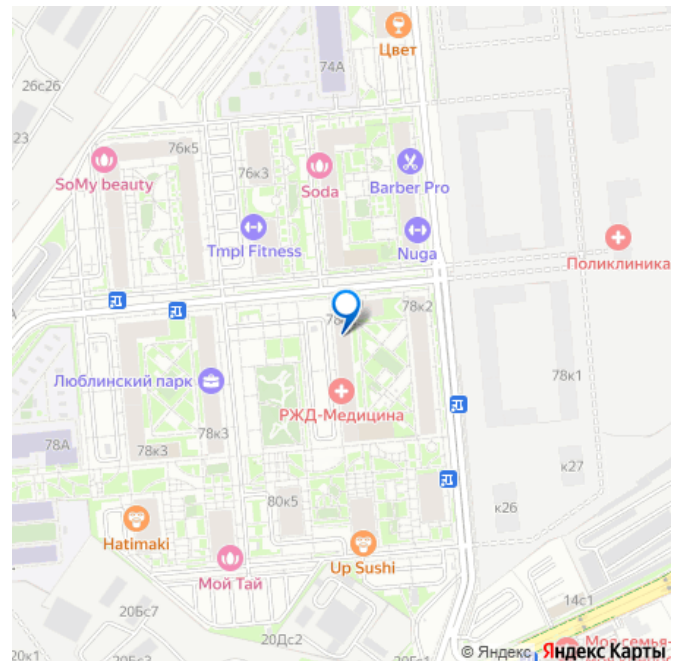 Цвет
74А
26с26
23
76к5
SoMy beauty
76к3
Soda
Barber Pro
Tmpl Fitness
Nuga
Поликлиника
78к2
Люблинский парк
РЖД-Медицина
78к1
78А
78к3
78к3
к27
80к5
к26
Hatimaki
Up Sushi
Мой Тай
14с1
20Бс7
20Дс2
20к1
© Яндекс Яндекс Карты